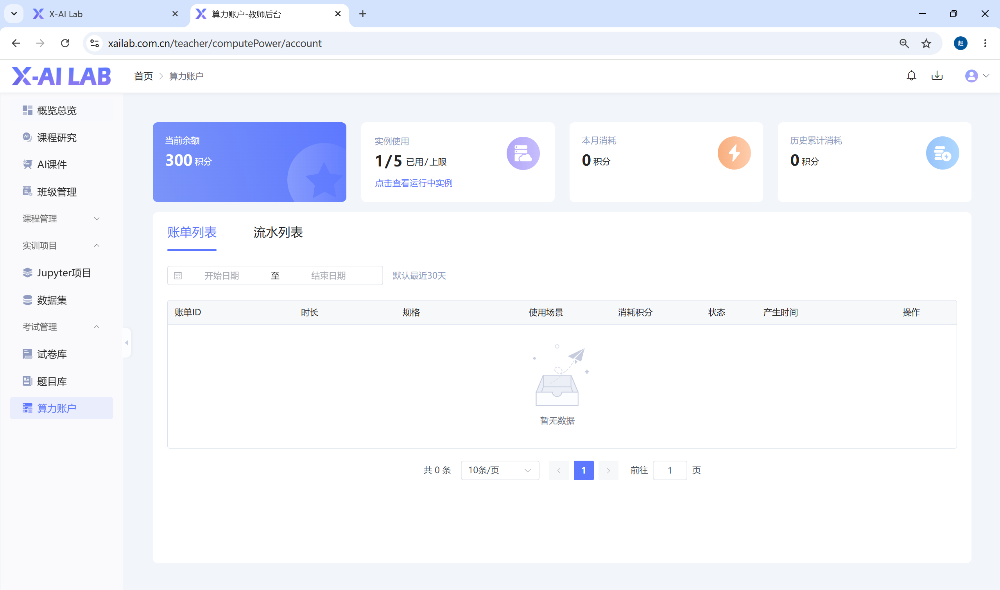 X-AI Lab
算力账户-教师后台
xailab.com.cn/teacher/computePower/account
赵
X-AI LAB
首页 > 算力账户
概览总览
课程研究
AI课件
班级管理
课程管理
实训项目
Jupyter项目
数据集
考试管理
试卷库
题目库
算力账户
当前余额
300 积分
实例使用
1/5 已用/上限
点击查看运行中实例
本月消耗
0 积分
历史累计消耗
0 积分
账单列表 流水列表
开始日期 至 结束日期 默认最近30天
账单ID 时长 规格 使用场景 消耗积分 状态 产生时间 操作
暂无数据
共 0 条 10条/页 1 前往 1 页